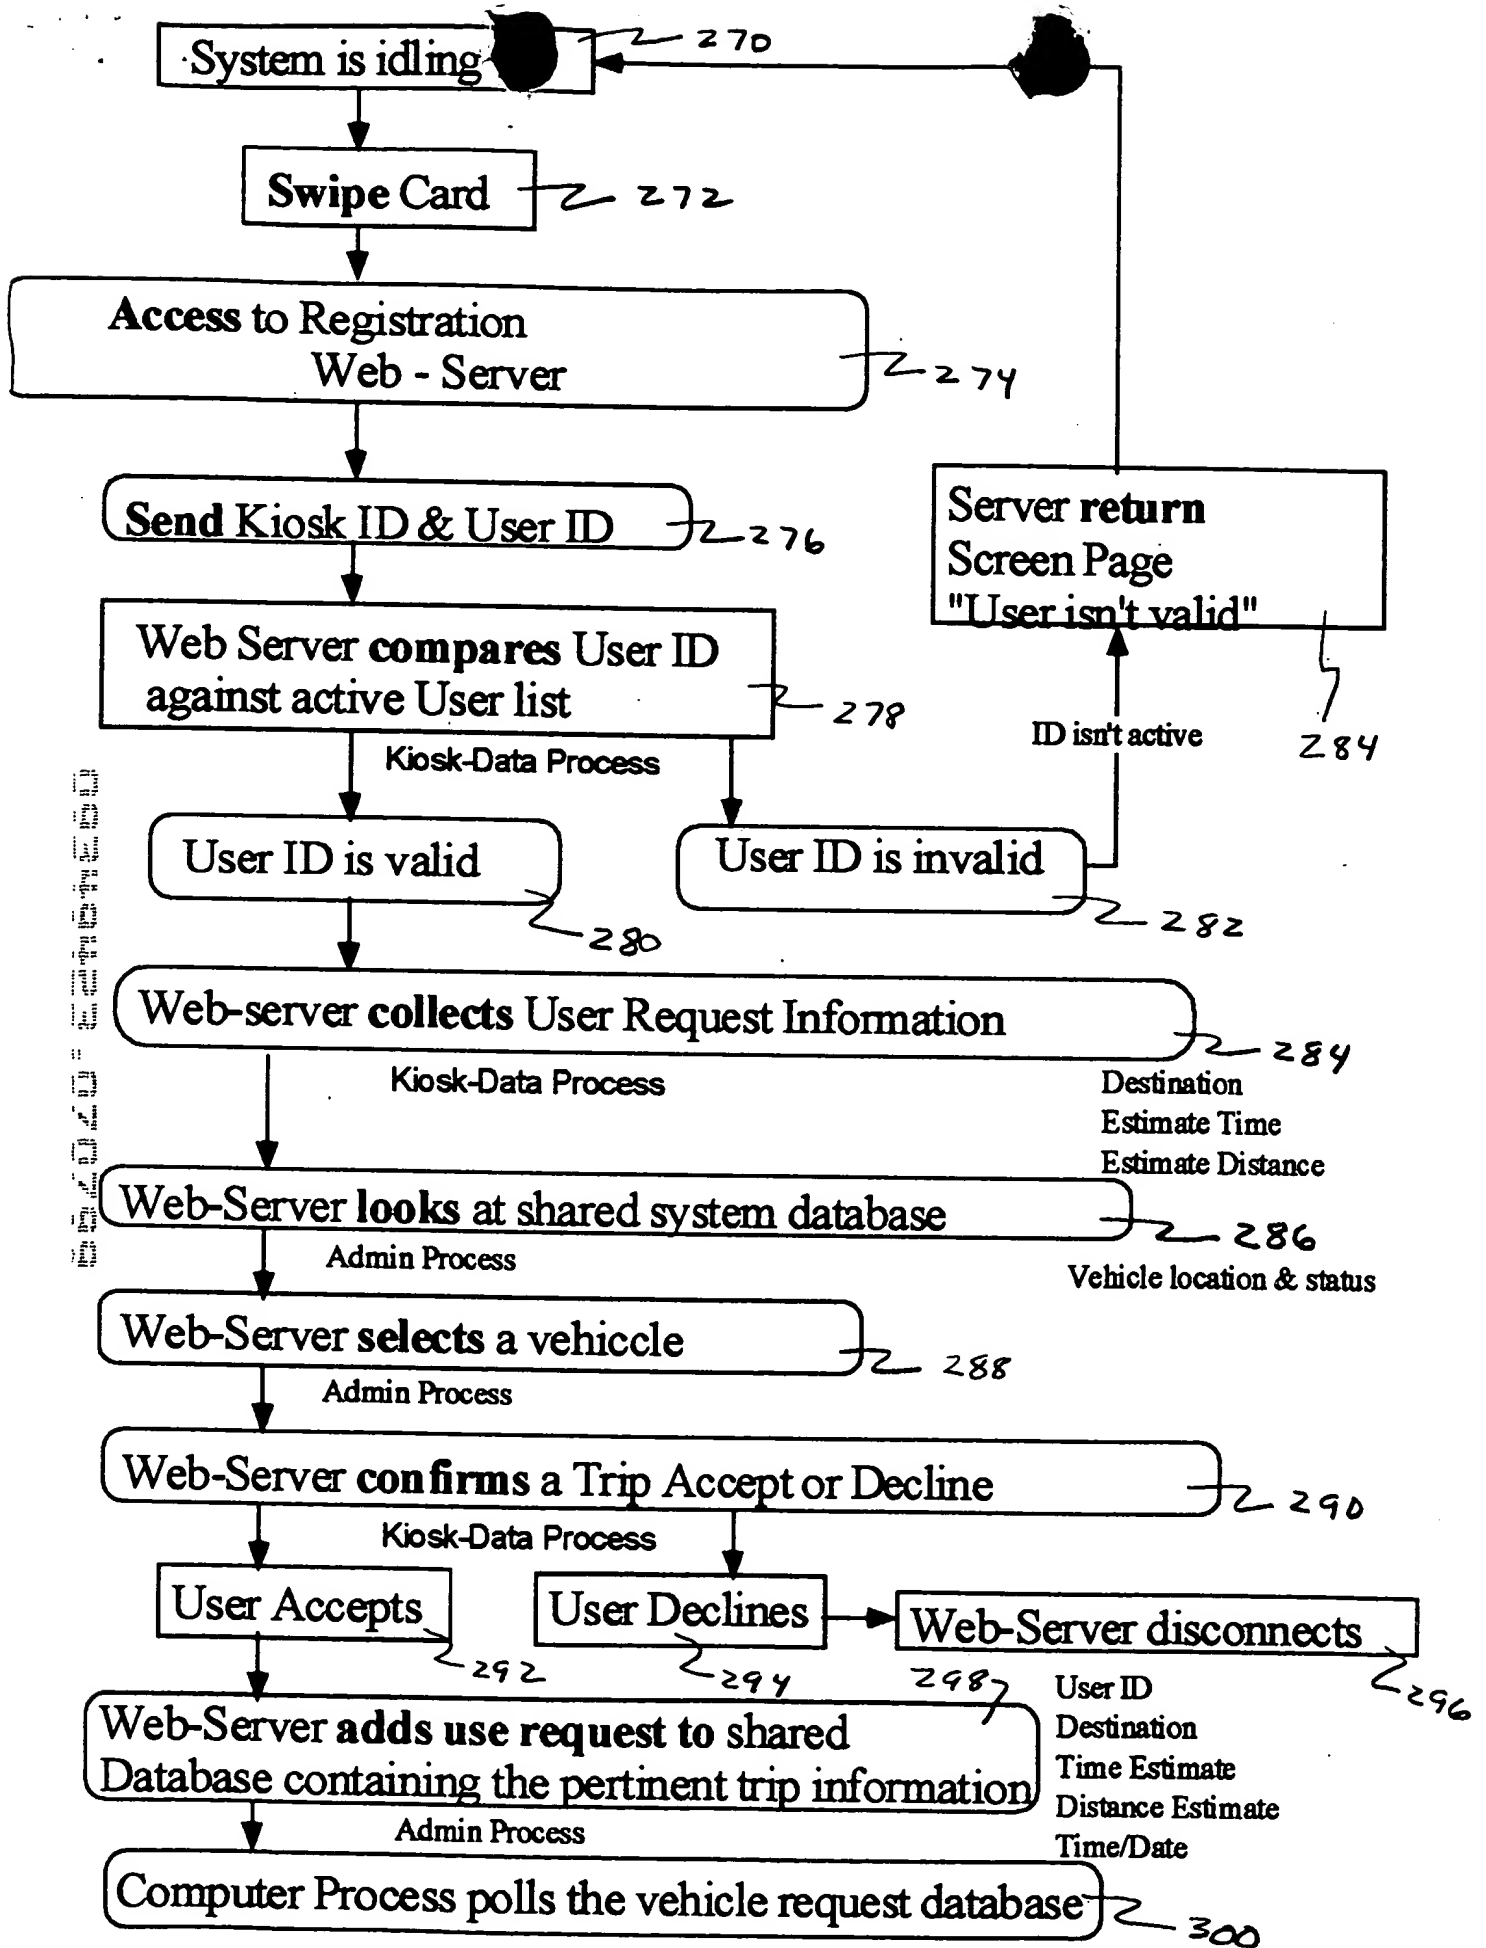 System is idling
270
Swipe Card
272
Access to Registration
Web - Server
274
Send Kiosk ID & User ID
276
Server return
Screen Page
"User isn't valid"
284
Web Server compares User ID
against active User list
278
ID isn't active
Kiosk-Data Process
User ID is valid
280
User ID is invalid
282
Web-server collects User Request Information
284
Kiosk-Data Process
Destination
Estimate Time
Estimate Distance
Web-Server looks at shared system database
286
Admin Process
Vehicle location & status
Web-Server selects a vehiccle
288
Admin Process
Web-Server confirms a Trip Accept or Decline
290
Kiosk-Data Process
User Accepts
292
User Declines
294
Web-Server disconnects
296
298
Web-Server adds use request to shared
Database containing the pertinent trip information
User ID
Destination
Time Estimate
Distance Estimate
Time/Date
Admin Process
Computer Process polls the vehicle request database
300